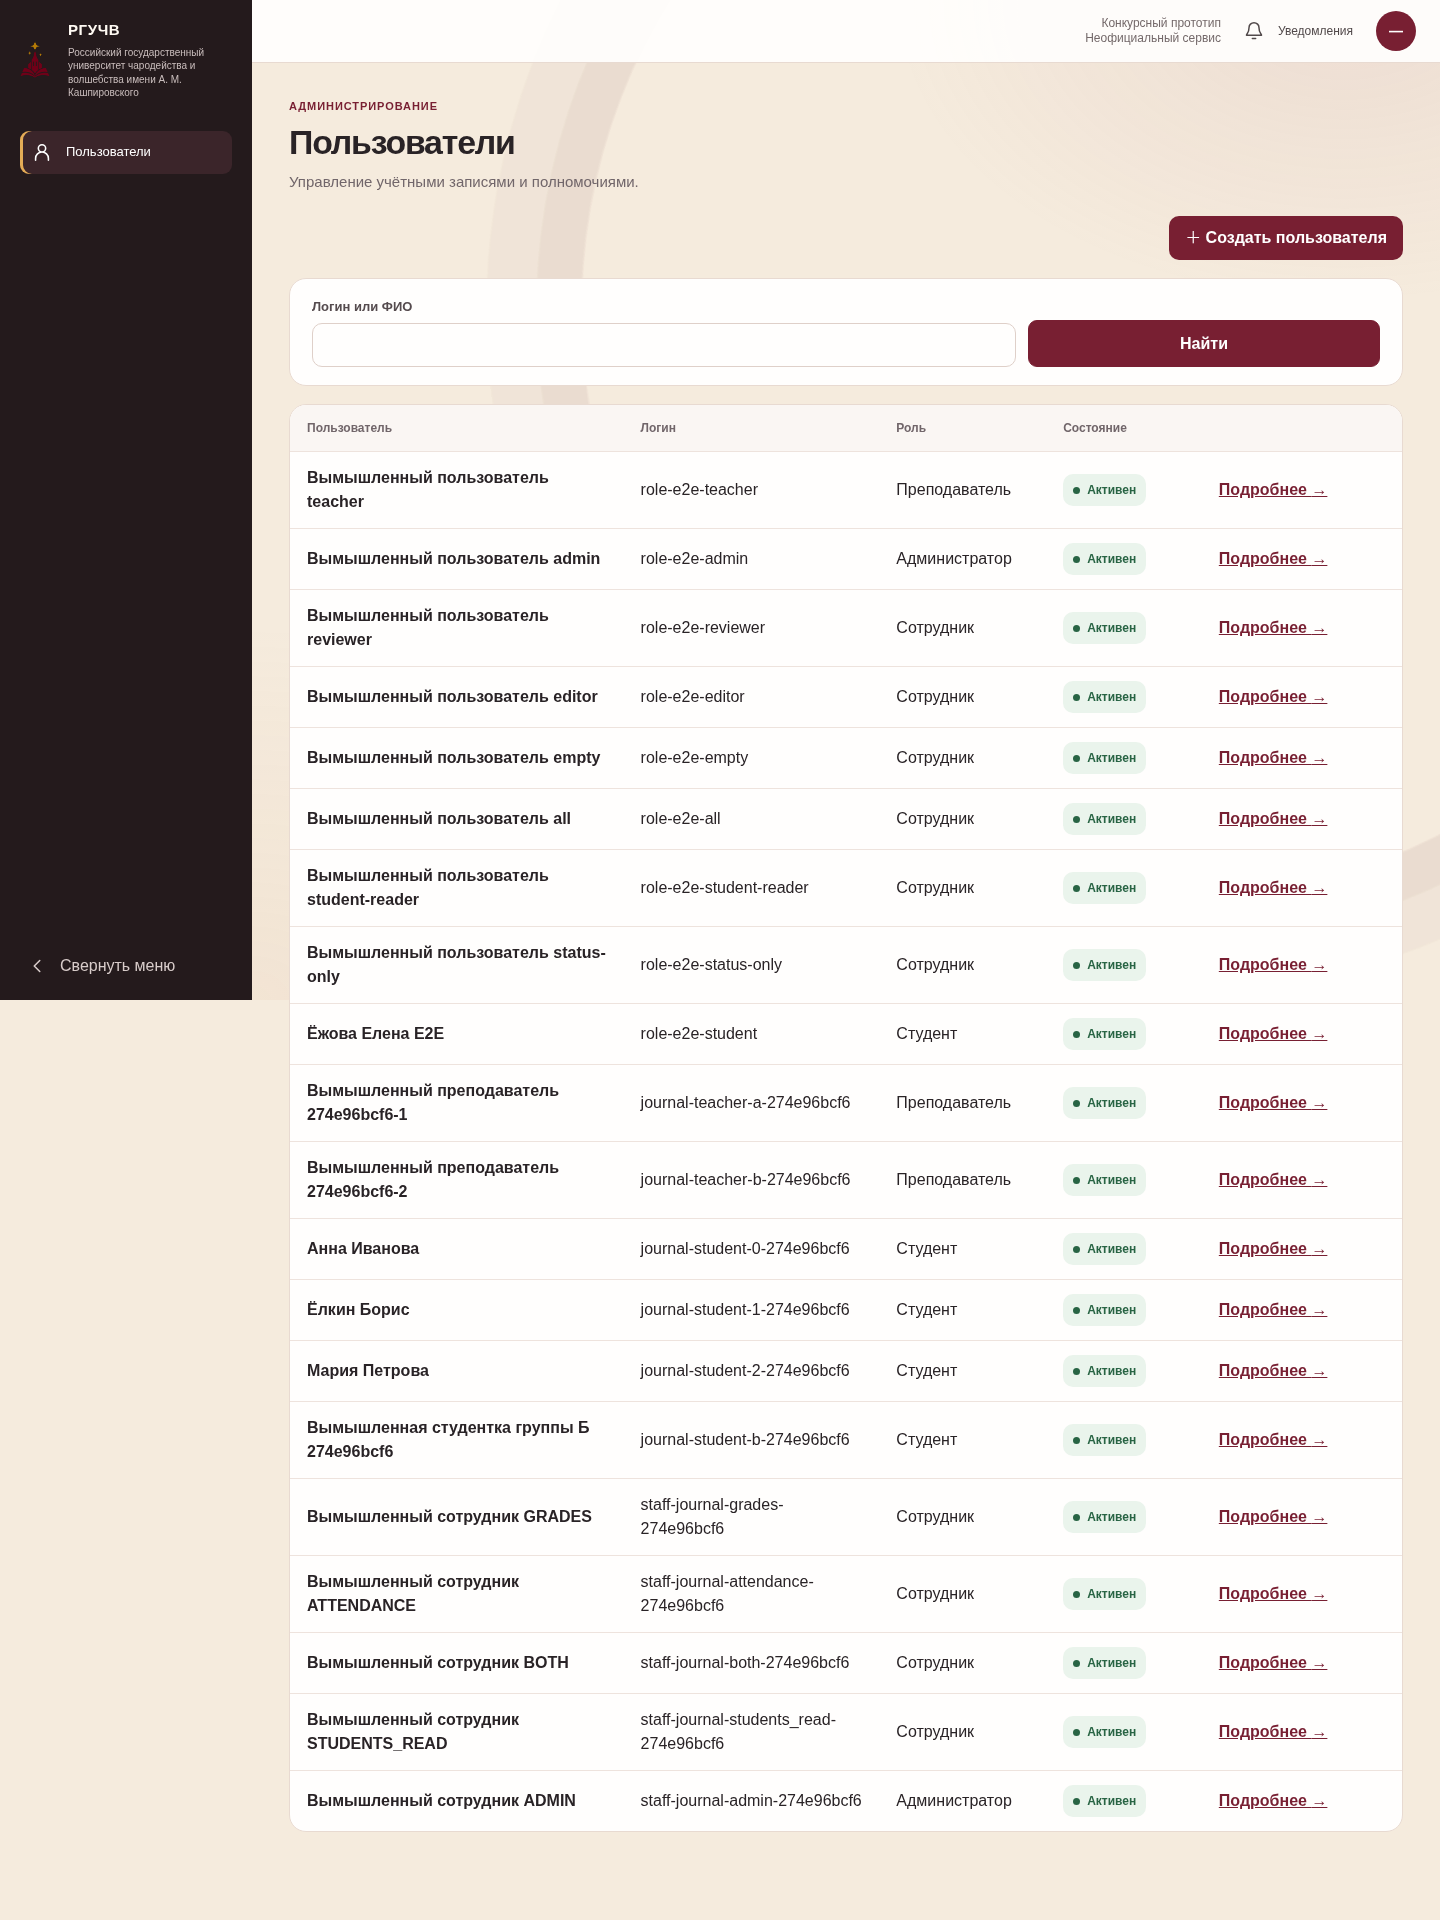 РГУЧВ
Российский государственный
университет чародейства и
волшебства имени А. М.
Кашпировского
Пользователи
Свернуть меню
Конкурсный прототип
Неофициальный сервис
Уведомления
АДМИНИСТРИРОВАНИЕ
Пользователи
Управление учётными записями и полномочиями.
Создать пользователя
Логин или ФИО
Найти
Пользователь Логин Роль Состояние
Вымышленный пользователь
teacher
role-e2e-teacher Преподаватель Активен Подробнее →
Вымышленный пользователь admin role-e2e-admin Администратор Активен Подробнее →
Вымышленный пользователь
reviewer
role-e2e-reviewer Сотрудник Активен Подробнее →
Вымышленный пользователь editor role-e2e-editor Сотрудник Активен Подробнее →
Вымышленный пользователь empty role-e2e-empty Сотрудник Активен Подробнее →
Вымышленный пользователь all role-e2e-all Сотрудник Активен Подробнее →
Вымышленный пользователь
student-reader
role-e2e-student-reader Сотрудник Активен Подробнее →
Вымышленный пользователь status-
only
role-e2e-status-only Сотрудник Активен Подробнее →
Ёжова Елена E2E role-e2e-student Студент Активен Подробнее →
Вымышленный преподаватель
274e96bcf6-1
journal-teacher-a-274e96bcf6 Преподаватель Активен Подробнее →
Вымышленный преподаватель
274e96bcf6-2
journal-teacher-b-274e96bcf6 Преподаватель Активен Подробнее →
Анна Иванова journal-student-0-274e96bcf6 Студент Активен Подробнее →
Ёлкин Борис journal-student-1-274e96bcf6 Студент Активен Подробнее →
Мария Петрова journal-student-2-274e96bcf6 Студент Активен Подробнее →
Вымышленная студентка группы Б
274e96bcf6
journal-student-b-274e96bcf6 Студент Активен Подробнее →
Вымышленный сотрудник GRADES
staff-journal-grades-
274e96bcf6
Сотрудник Активен Подробнее →
Вымышленный сотрудник
ATTENDANCE
staff-journal-attendance-
274e96bcf6
Сотрудник Активен Подробнее →
Вымышленный сотрудник BOTH staff-journal-both-274e96bcf6 Сотрудник Активен Подробнее →
Вымышленный сотрудник
STUDENTS_READ
staff-journal-students_read-
274e96bcf6
Сотрудник Активен Подробнее →
Вымышленный сотрудник ADMIN staff-journal-admin-274e96bcf6 Администратор Активен Подробнее →